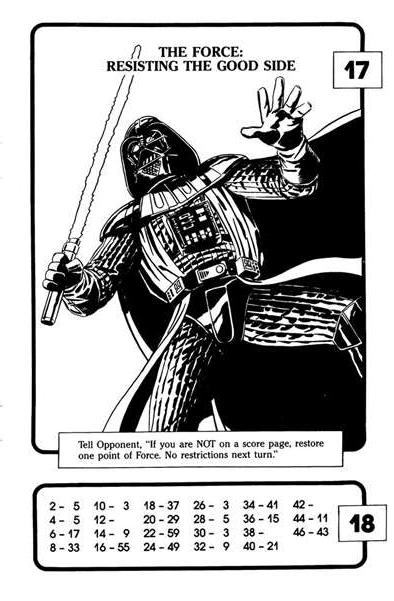 THE FORCE:
RESISTING THE GOOD SIDE
17
Tell Opponent, "If you are NOT on a score page, restore
one point of Force. No restrictions next turn."
2 - 5 10 - 3 18 - 37 26 - 3 34 - 41 42 -
4 - 5 12 - 20 - 29 28 - 5 36 - 15 44 - 11
6 - 17 14 - 9 22 - 59 30 - 3 38 - 46 - 43
8 - 33 16 - 55 24 - 49 32 - 9 40 - 21
18